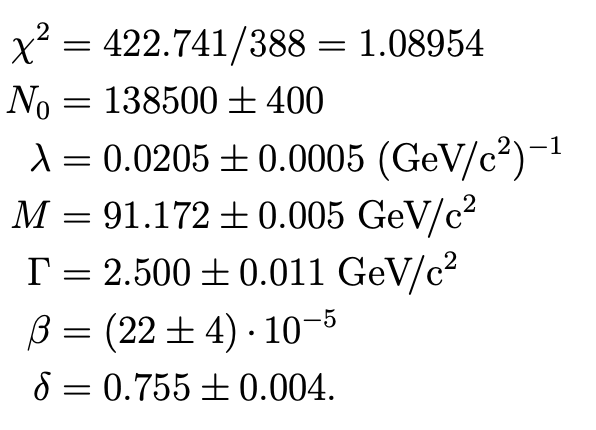 χ² = 422.741/388 = 1.08954
N₀ = 138500 ± 400
λ = 0.0205 ± 0.0005 (GeV/c²)⁻¹
M = 91.172 ± 0.005 GeV/c²
Γ = 2.500 ± 0.011 GeV/c²
β = (22 ± 4) · 10⁻⁵
δ = 0.755 ± 0.004.